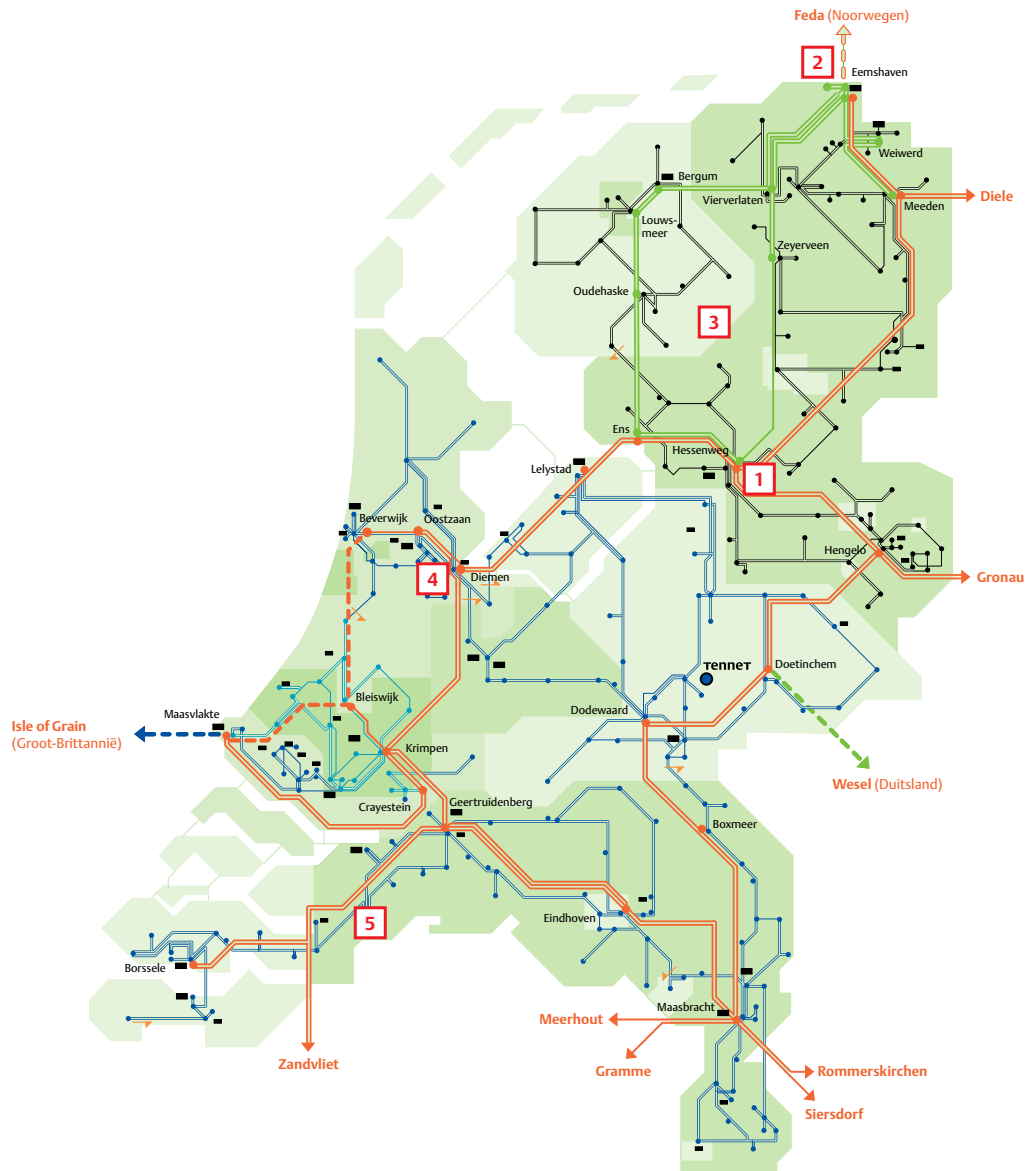 Feda (Noorwegen)
2
Eemshaven
Weiwerd
Bergum
Vierverlaten
Meeden
Diele
Louws-
meer
Zeyerveen
Oudehaske
3
Ens
Hessenweg
Lelystad
1
Beverwijk
Oostzaan
Hengelo
4
Diemen
Gronau
TenneT
Doetinchem
Bleiswijk
Maasvlakte
Dodewaard
Isle of Grain
(Groot-Brittannië)
Krimpen
Wesel (Duitsland)
Crayestein
Geertruidenberg
Boxmeer
Eindhoven
5
Borssele
Maasbracht
Meerhout
Zandvliet
Gramme
Rommerskirchen
Siersdorf